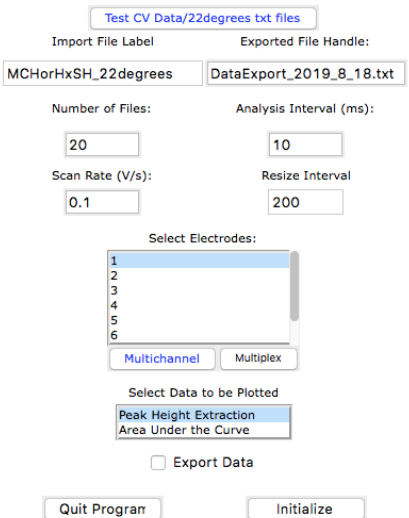 Test CV Data/22degrees txt files
Import File Label Exported File Handle:
MCHorHxSH_22degrees DataExport_2019_8_18.txt
Number of Files: Analysis Interval (ms):
20 10
Scan Rate (V/s): Resize Interval
0.1 200
Select Electrodes:
1
2
3
4
5
6
Multichannel Multiplex
Select Data to be Plotted
Peak Height Extraction
Area Under the Curve
Export Data
Quit Program Initialize